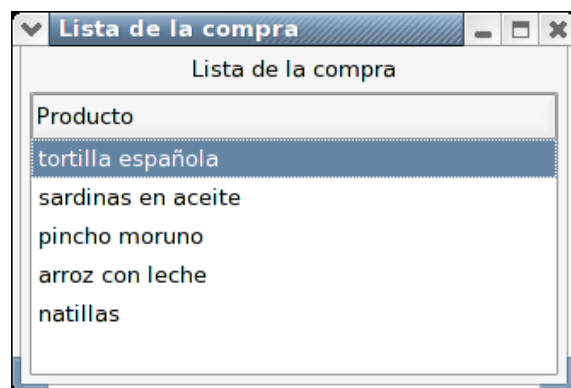 Lista de la compra
Lista de la compra
Producto
tortilla española
sardinas en aceite
pincho moruno
arroz con leche
natillas